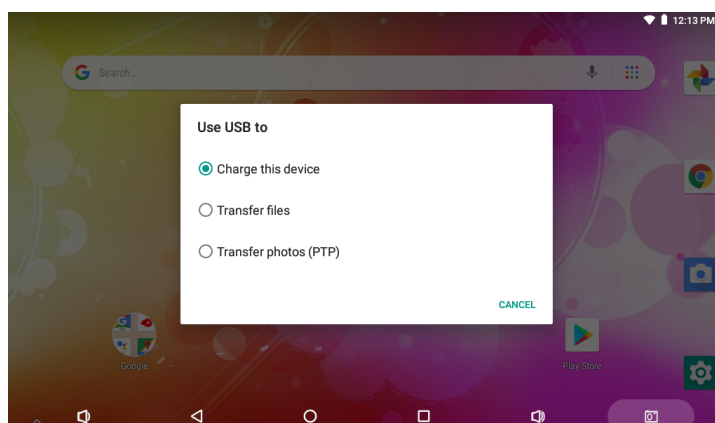 12:13 PM
Search...
Use USB to
Charge this device
Transfer files
Transfer photos (PTP)
CANCEL
Google
Play Store